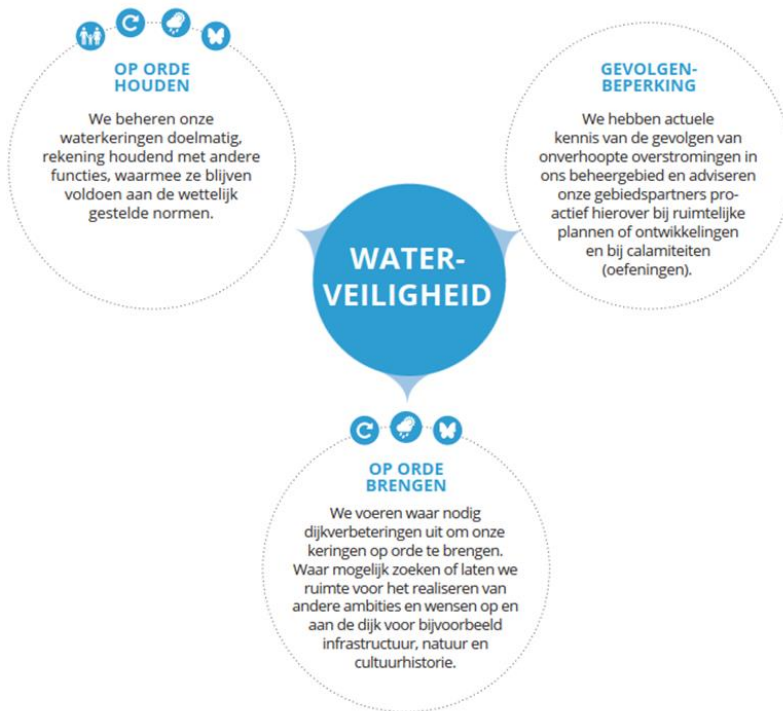 OP ORDE
HOUDEN
We beheren onze
waterkeringen doelmatig,
rekening houdend met andere
functies, waarmee ze blijven
voldoen aan de wettelijk
gestelde normen.
GEVOLGEN-
BEPERKING
We hebben actuele
kennis van de gevolgen van
onverhoopte overstromingen in
ons beheergebied en adviseren
onze gebiedspartners pro-
actief hierover bij ruimtelijke
plannen of ontwikkelingen
en bij calamiteiten
(oefeningen).
WATER-
VEILIGHEID
OP ORDE
BRENGEN
We voeren waar nodig
dijkverbeteringen uit om onze
keringen op orde te brengen.
Waar mogelijk zoeken of laten we
ruimte voor het realiseren van
andere ambities en wensen op en
aan de dijk voor bijvoorbeeld
infrastructuur, natuur en
cultuurhistorie.